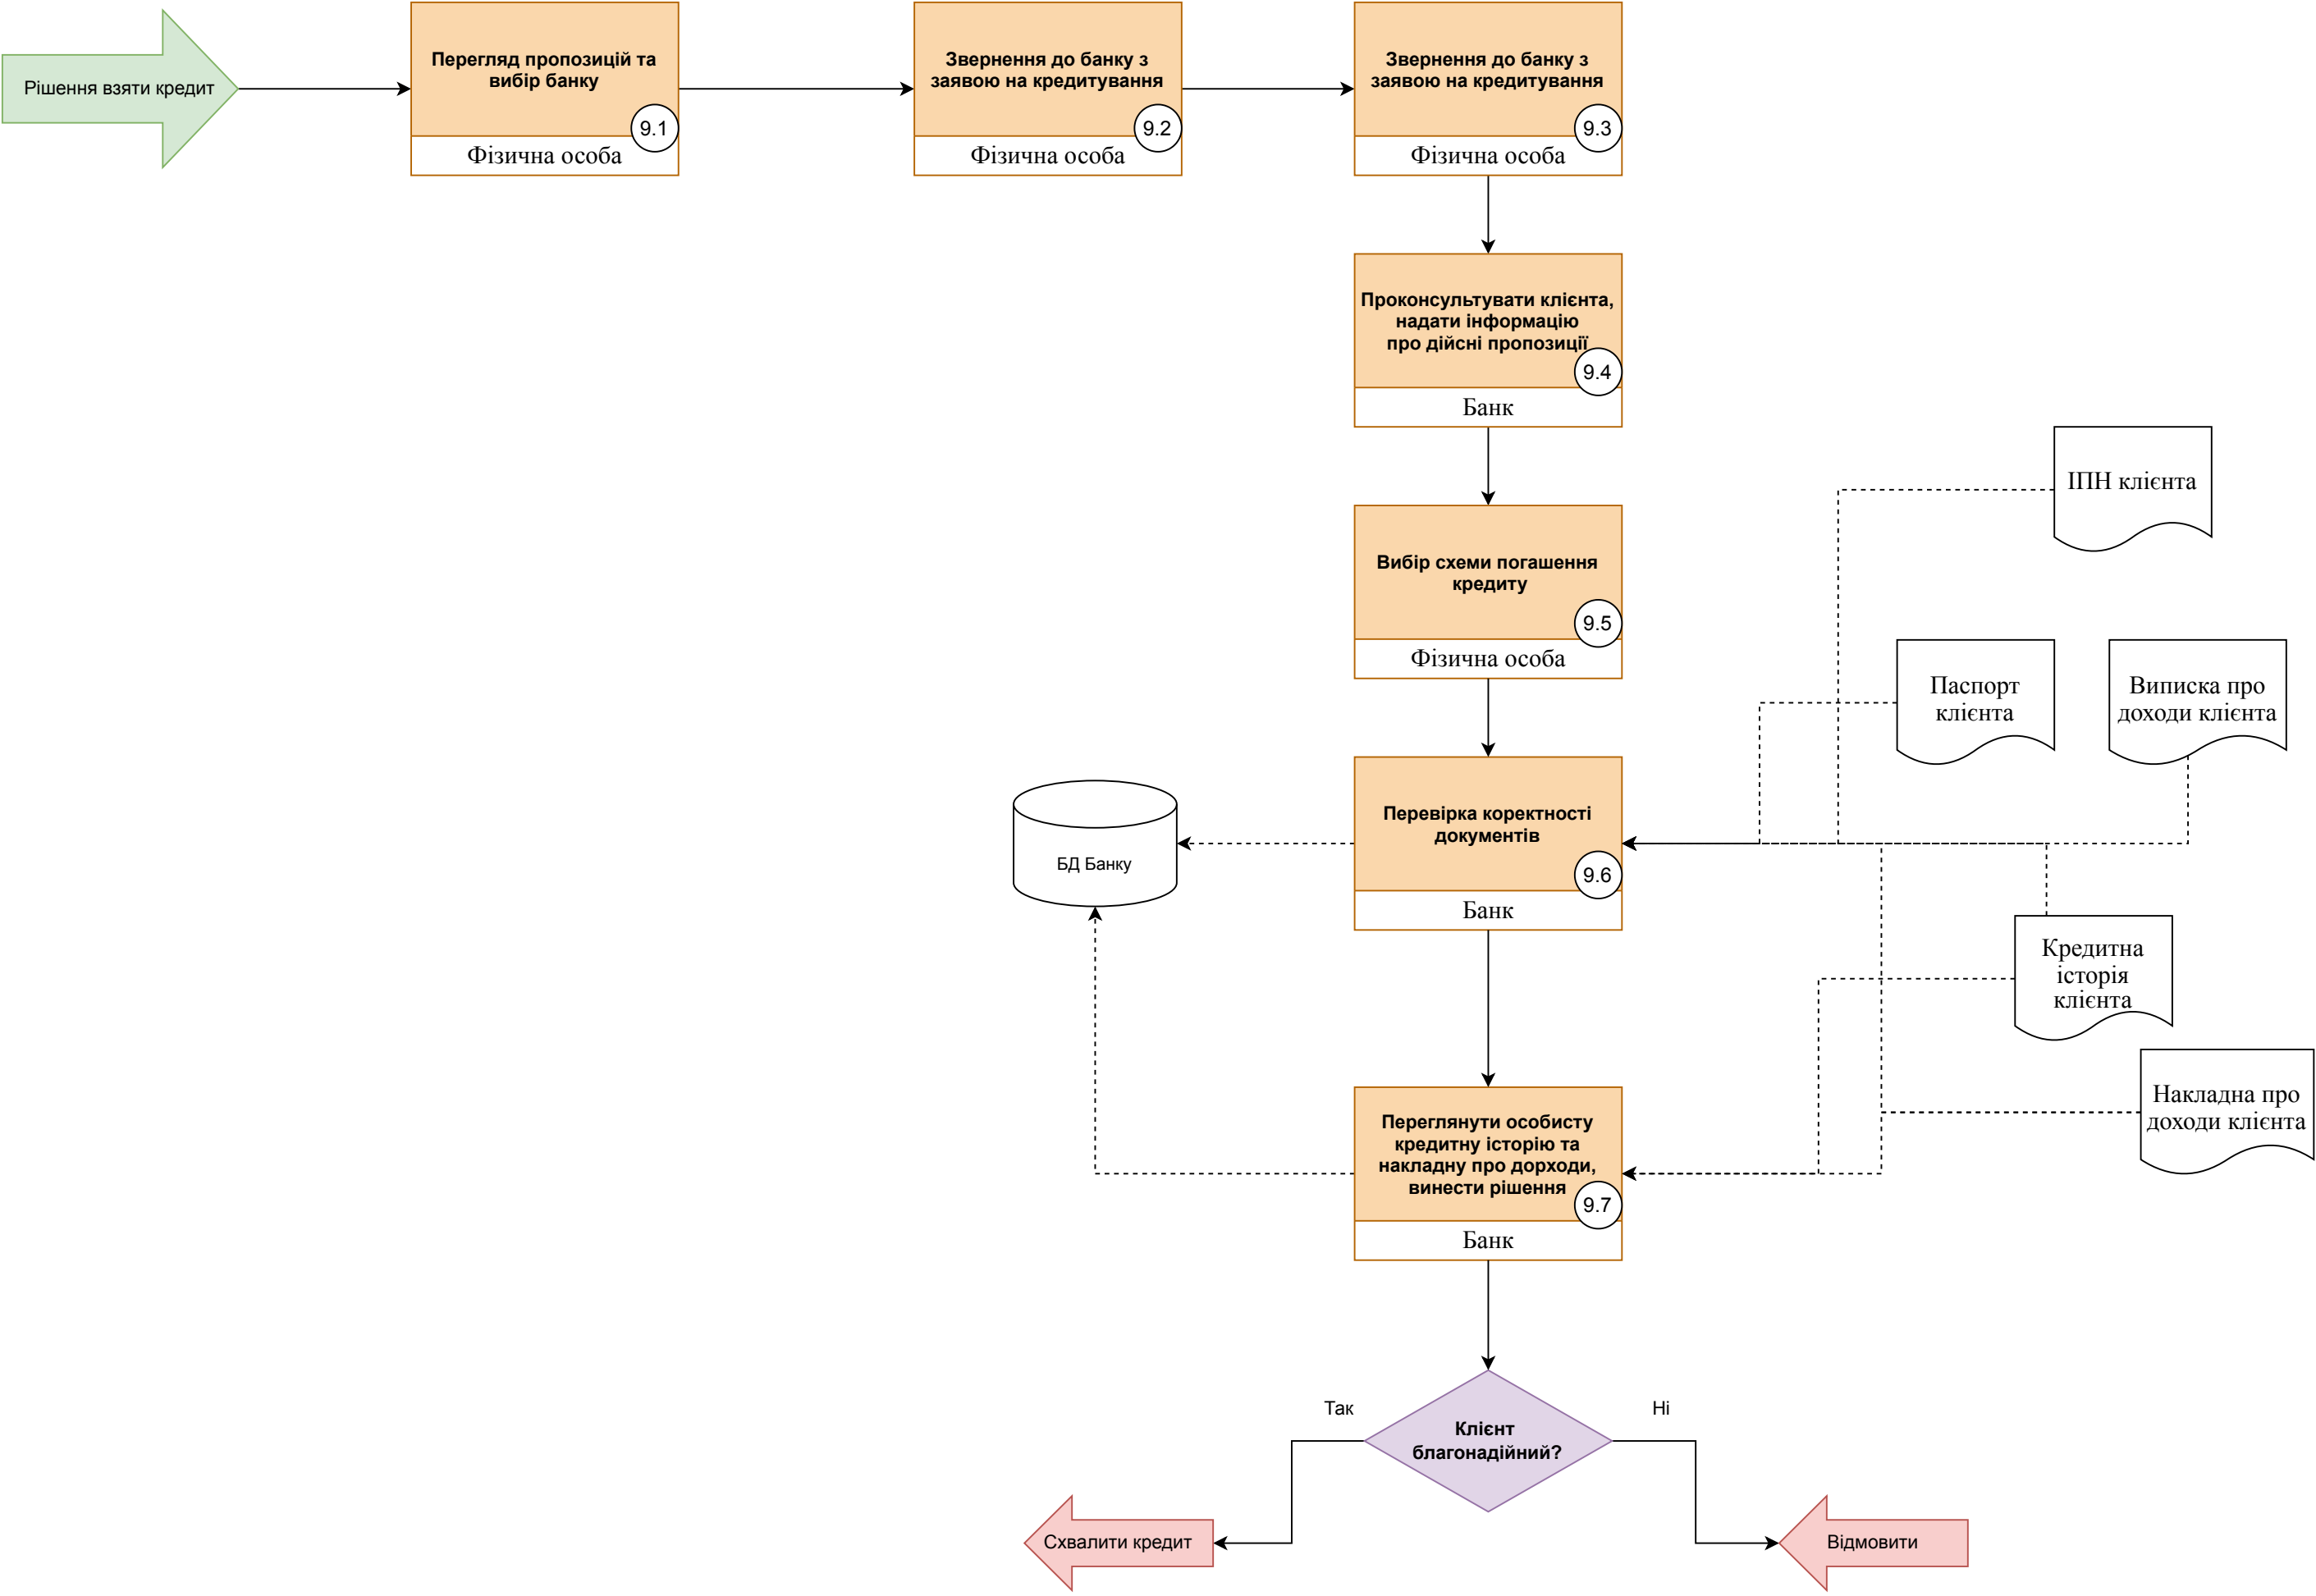 Рішення взяти кредит
Перегляд пропозицій та
вибір банку
9.1
Фізична особа
Звернення до банку з
заявою на кредитування
9.2
Фізична особа
Звернення до банку з
заявою на кредитування
9.3
Фізична особа
Проконсультувати клієнта,
надати інформацію
про дійсні пропозиції
9.4
Банк
ІПН клієнта
Вибір схеми погашення
кредиту
9.5
Фізична особа
Паспорт
клієнта
Виписка про
доходи клієнта
Перевірка коректності
документів
9.6
Банк
БД Банку
Кредитна
історія
клієнта
Накладна про
доходи клієнта
Переглянути особисту
кредитну історію та
накладну про дорходи,
винести рішення
9.7
Банк
Так
Ні
Клієнт
благонадійний?
Схвалити кредит
Відмовити